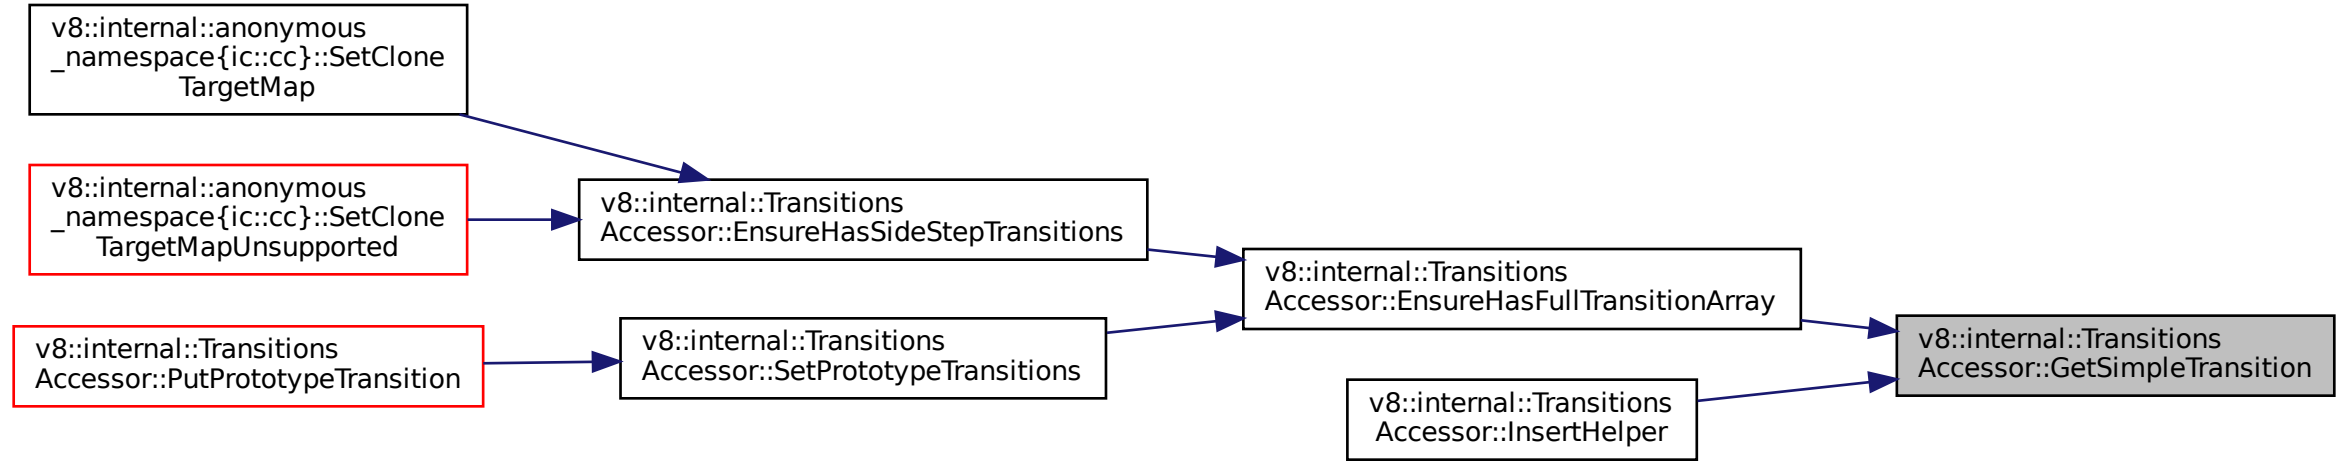 v8::internal::anonymous
_namespace{ic::cc}::SetClone
TargetMap
v8::internal::anonymous
_namespace{ic::cc}::SetClone
TargetMapUnsupported
v8::internal::Transitions
Accessor::PutPrototypeTransition
v8::internal::Transitions
Accessor::EnsureHasSideStepTransitions
v8::internal::Transitions
Accessor::SetPrototypeTransitions
v8::internal::Transitions
Accessor::EnsureHasFullTransitionArray
v8::internal::Transitions
Accessor::InsertHelper
v8::internal::Transitions
Accessor::GetSimpleTransition